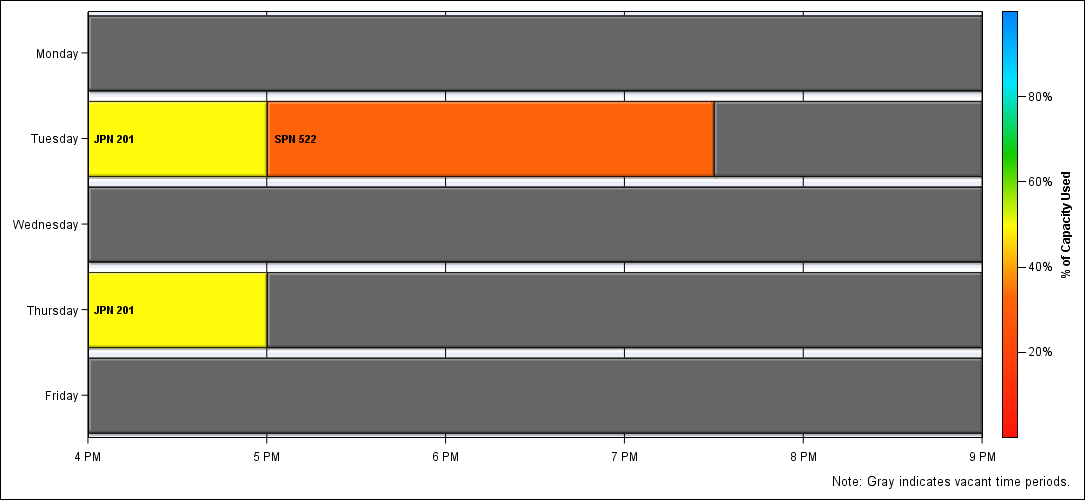 Monday
Tuesday
JPN 201
SPN 522
Wednesday
Thursday
JPN 201
Friday
4 PM
5 PM
6 PM
7 PM
8 PM
9 PM
80%
60%
40%
20%
% of Capacity Used
Note: Gray indicates vacant time periods.